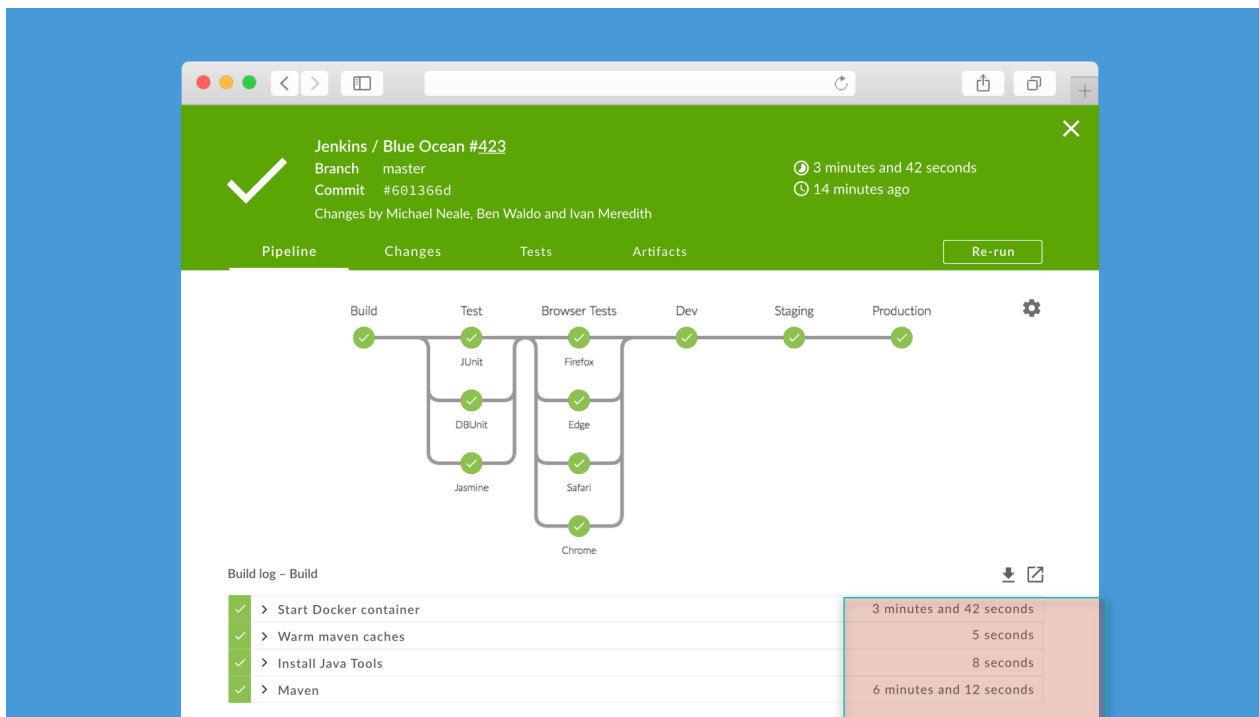 Jenkins / Blue Ocean #423
Branch master
Commit #601366d
Changes by Michael Neale, Ben Waldo and Ivan Meredith
3 minutes and 42 seconds
14 minutes ago
Pipeline Changes Tests Artifacts Re-run
Build Test Browser Tests Dev Staging Production
JUnit Firefox
DBUnit Edge
Jasmine Safari
Chrome
Build log – Build
Start Docker container 3 minutes and 42 seconds
Warm maven caches 5 seconds
Install Java Tools 8 seconds
Maven 6 minutes and 12 seconds